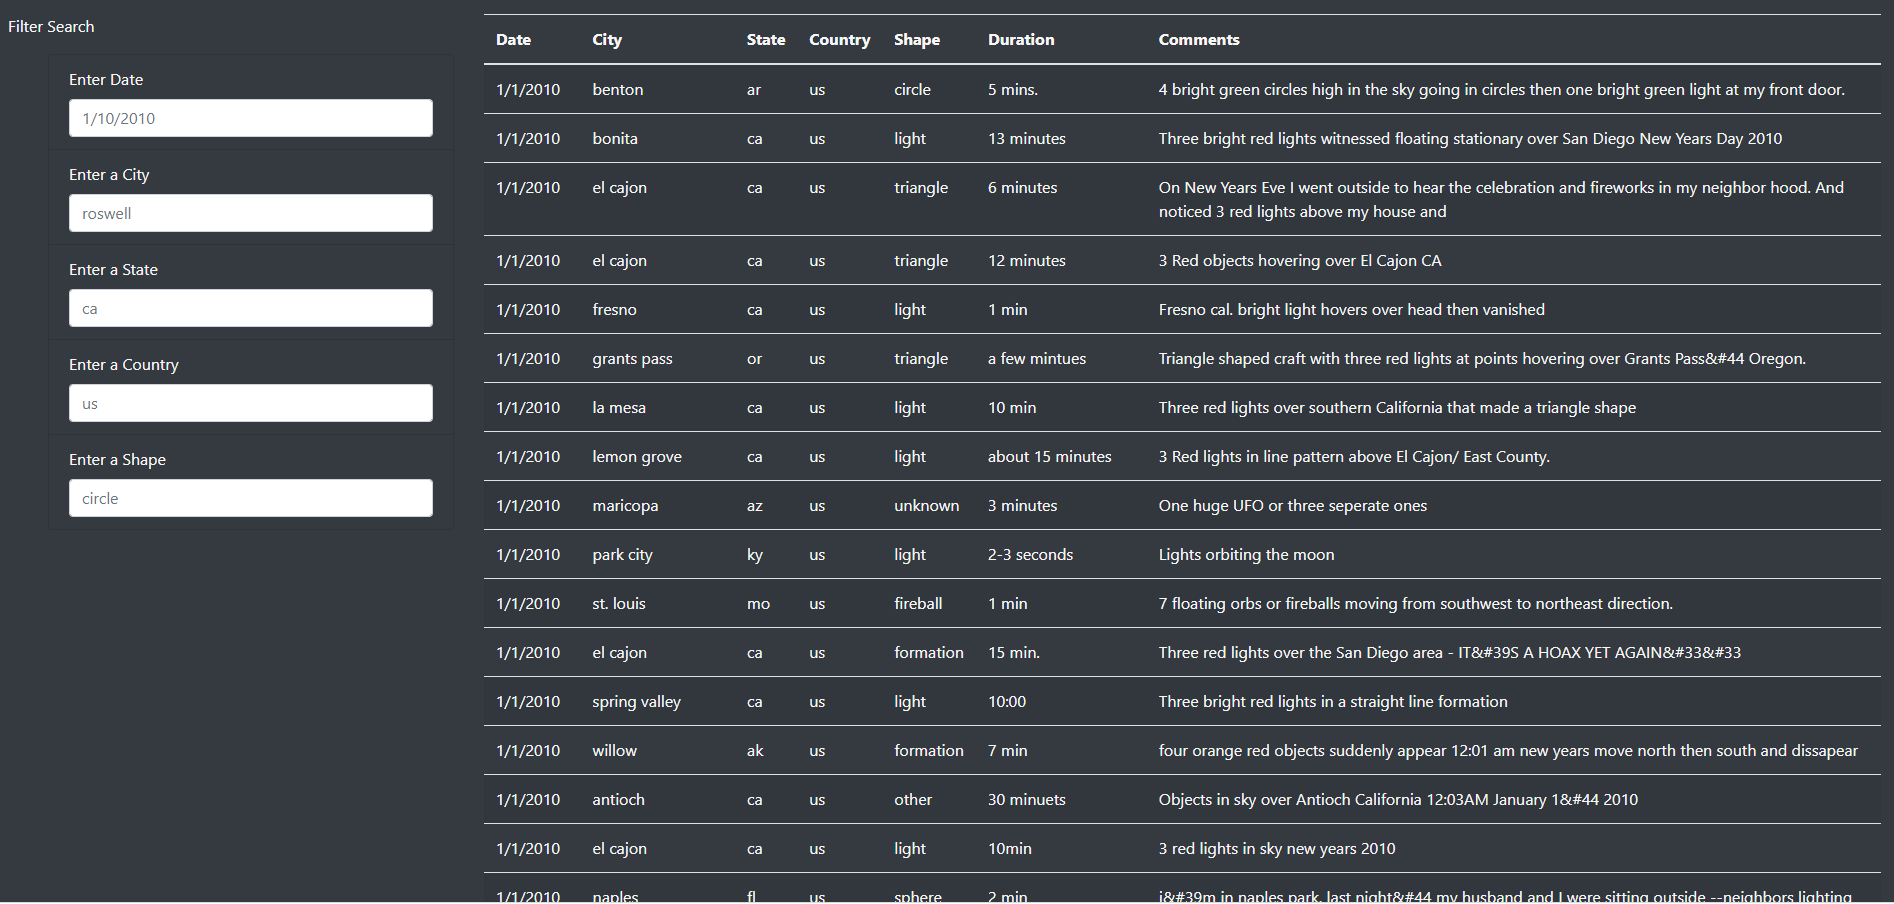 Filter Search
Enter Date
1/10/2010
Enter a City
roswell
Enter a State
ca
Enter a Country
us
Enter a Shape
circle
Date City State Country Shape Duration Comments
1/1/2010 benton ar us circle 5 mins. 4 bright green circles high in the sky going in circles then one bright green light at my front door.
1/1/2010 bonita ca us light 13 minutes Three bright red lights witnessed floating stationary over San Diego New Years Day 2010
1/1/2010 el cajon ca us triangle 6 minutes On New Years Eve I went outside to hear the celebration and fireworks in my neighbor hood. And
noticed 3 red lights above my house and
1/1/2010 el cajon ca us triangle 12 minutes 3 Red objects hovering over El Cajon CA
1/1/2010 fresno ca us light 1 min Fresno cal. bright light hovers over head then vanished
1/1/2010 grants pass or us triangle a few mintues Triangle shaped craft with three red lights at points hovering over Grants Pass&#44 Oregon.
1/1/2010 la mesa ca us light 10 min Three red lights over southern California that made a triangle shape
1/1/2010 lemon grove ca us light about 15 minutes 3 Red lights in line pattern above El Cajon/ East County.
1/1/2010 maricopa az us unknown 3 minutes One huge UFO or three seperate ones
1/1/2010 park city ky us light 2-3 seconds Lights orbiting the moon
1/1/2010 st. louis mo us fireball 1 min 7 floating orbs or fireballs moving from southwest to northeast direction.
1/1/2010 el cajon ca us formation 15 min. Three red lights over the San Diego area - IT&#39S A HOAX YET AGAIN&#33&#33
1/1/2010 spring valley ca us light 10:00 Three bright red lights in a straight line formation
1/1/2010 willow ak us formation 7 min four orange red objects suddenly appear 12:01 am new years move north then south and dissapear
1/1/2010 antioch ca us other 30 minuets Objects in sky over Antioch California 12:03AM January 1&#44 2010
1/1/2010 el cajon ca us light 10min 3 red lights in sky new years 2010
1/1/2010 naples fl us sphere 2 min i&#39m in naples park. last night&#44 my husband and I were sitting outside --neighbors lighting